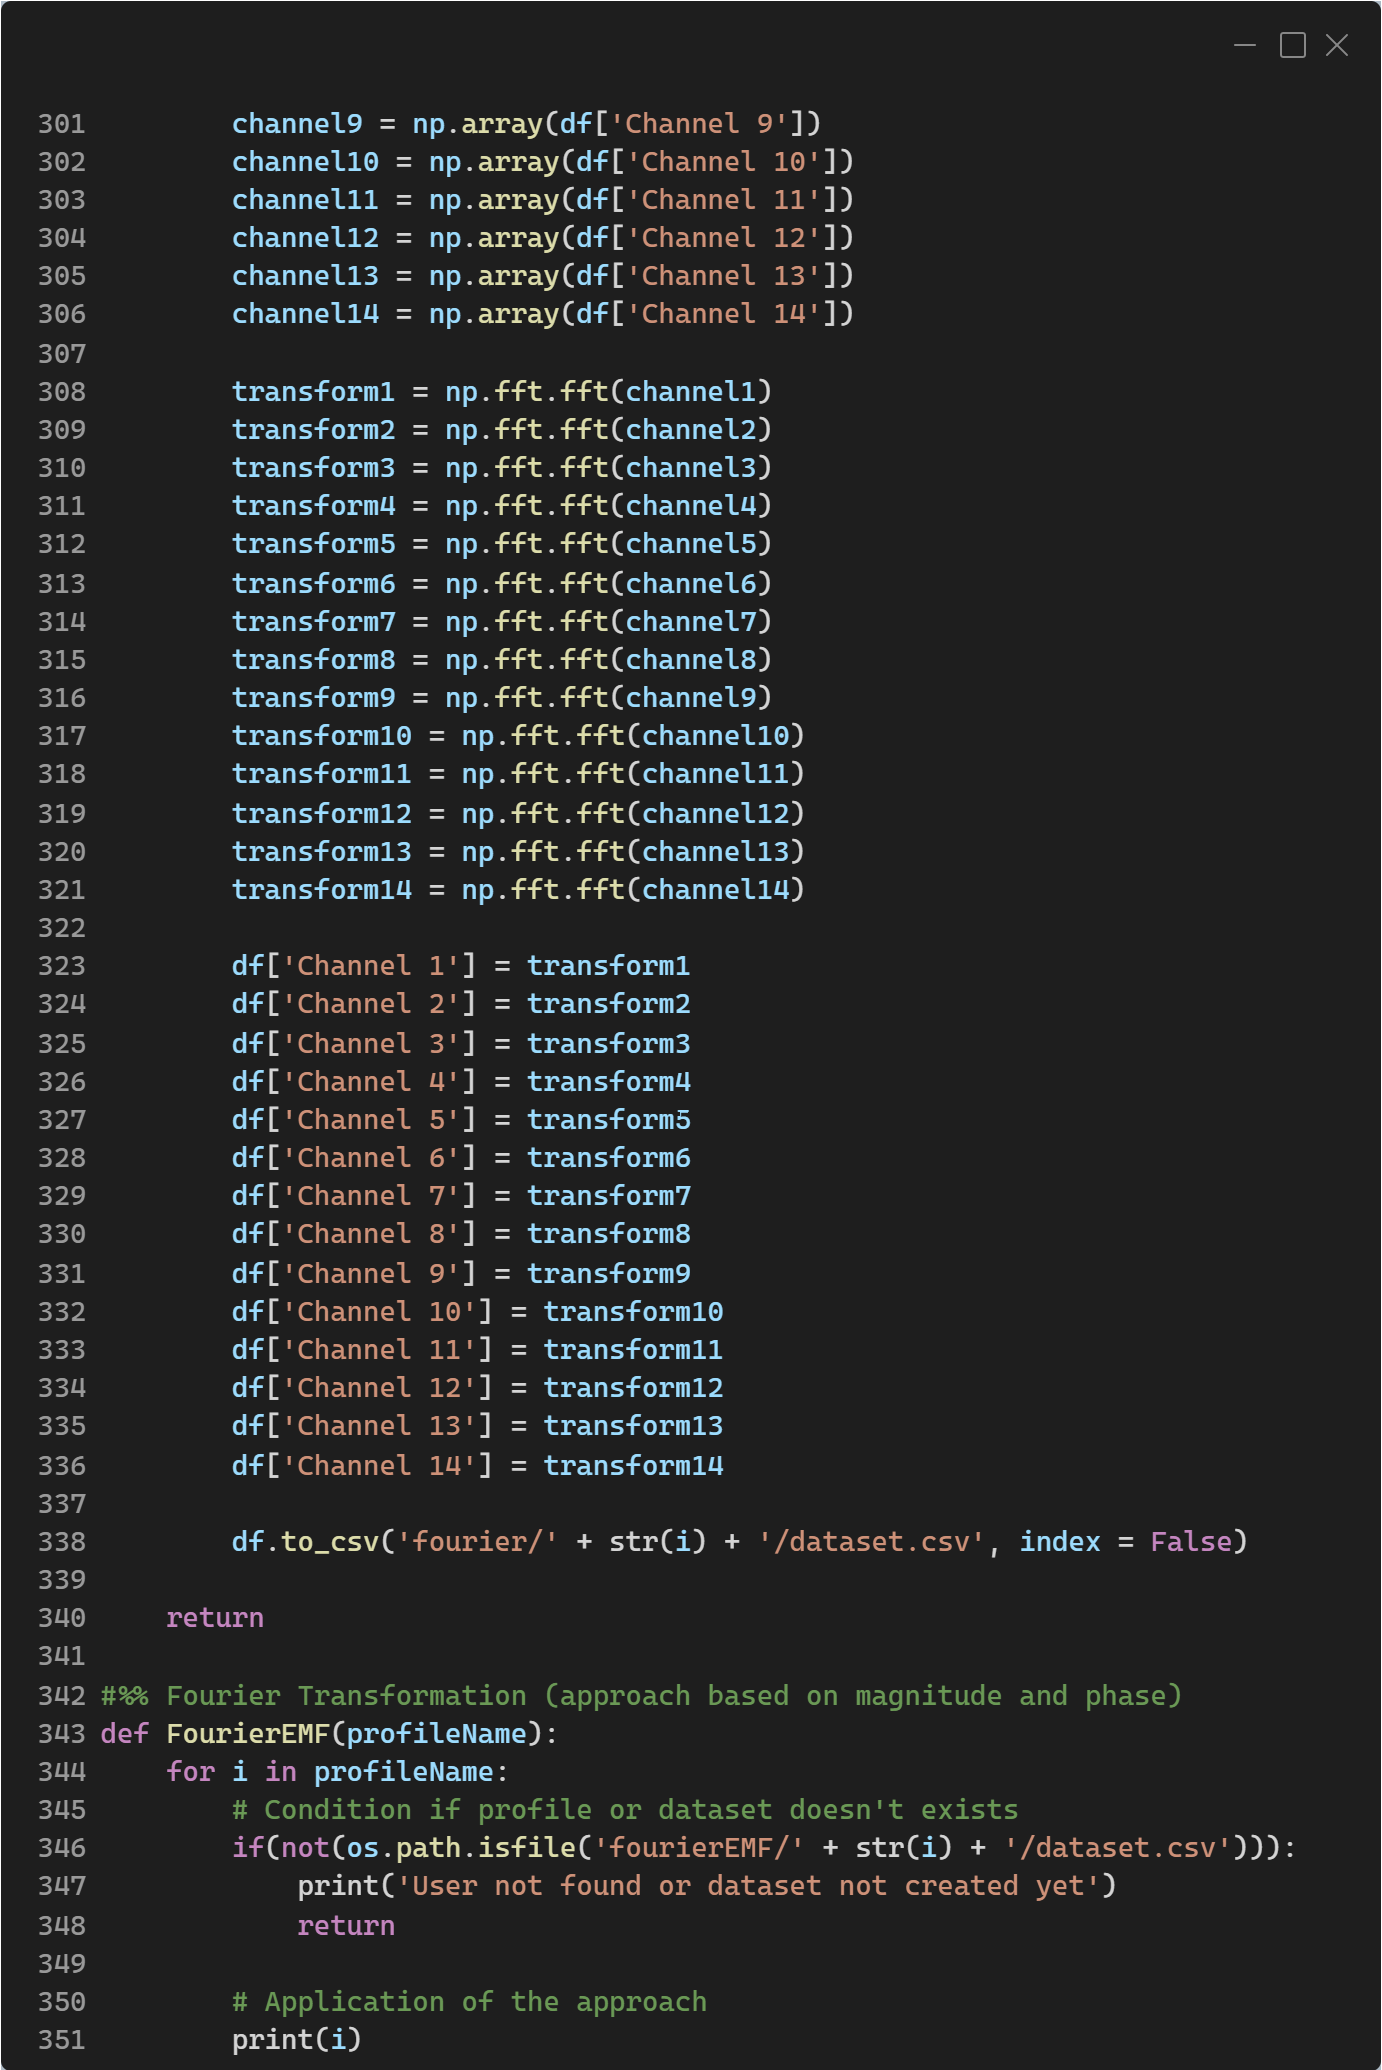 301         channel9 = np.array(df['Channel 9'])
302         channel10 = np.array(df['Channel 10'])
303         channel11 = np.array(df['Channel 11'])
304         channel12 = np.array(df['Channel 12'])
305         channel13 = np.array(df['Channel 13'])
306         channel14 = np.array(df['Channel 14'])
307
308         transform1 = np.fft.fft(channel1)
309         transform2 = np.fft.fft(channel2)
310         transform3 = np.fft.fft(channel3)
311         transform4 = np.fft.fft(channel4)
312         transform5 = np.fft.fft(channel5)
313         transform6 = np.fft.fft(channel6)
314         transform7 = np.fft.fft(channel7)
315         transform8 = np.fft.fft(channel8)
316         transform9 = np.fft.fft(channel9)
317         transform10 = np.fft.fft(channel10)
318         transform11 = np.fft.fft(channel11)
319         transform12 = np.fft.fft(channel12)
320         transform13 = np.fft.fft(channel13)
321         transform14 = np.fft.fft(channel14)
322
323         df['Channel 1'] = transform1
324         df['Channel 2'] = transform2
325         df['Channel 3'] = transform3
326         df['Channel 4'] = transform4
327         df['Channel 5'] = transform5
328         df['Channel 6'] = transform6
329         df['Channel 7'] = transform7
330         df['Channel 8'] = transform8
331         df['Channel 9'] = transform9
332         df['Channel 10'] = transform10
333         df['Channel 11'] = transform11
334         df['Channel 12'] = transform12
335         df['Channel 13'] = transform13
336         df['Channel 14'] = transform14
337
338         df.to_csv('fourier/' + str(i) + '/dataset.csv', index = False)
339
340     return
341
342 #%% Fourier Transformation (approach based on magnitude and phase)
343 def FourierEMF(profileName):
344     for i in profileName:
345         # Condition if profile or dataset doesn't exists
346         if(not(os.path.isfile('fourierEMF/' + str(i) + '/dataset.csv'))):
347             print('User not found or dataset not created yet')
348             return
349
350         # Application of the approach
351         print(i)